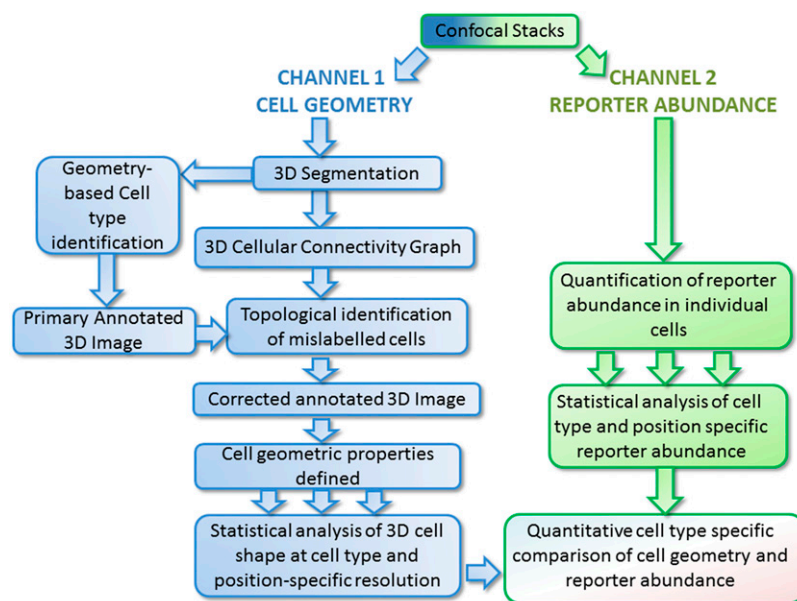 Confocal Stacks
CHANNEL 1
CELL GEOMETRY
CHANNEL 2
REPORTER ABUNDANCE
Geometry-
based Cell
type
identification
3D Segmentation
3D Cellular Connectivity Graph
Primary Annotated
3D Image
Topological identification
of mislabelled cells
Corrected annotated 3D Image
Cell geometric properties
defined
Statistical analysis of 3D cell
shape at cell type and
position-specific resolution
Quantification of reporter
abundance in individual
cells
Statistical analysis of cell
type and position specific
reporter abundance
Quantitative cell type specific
comparison of cell geometry and
reporter abundance